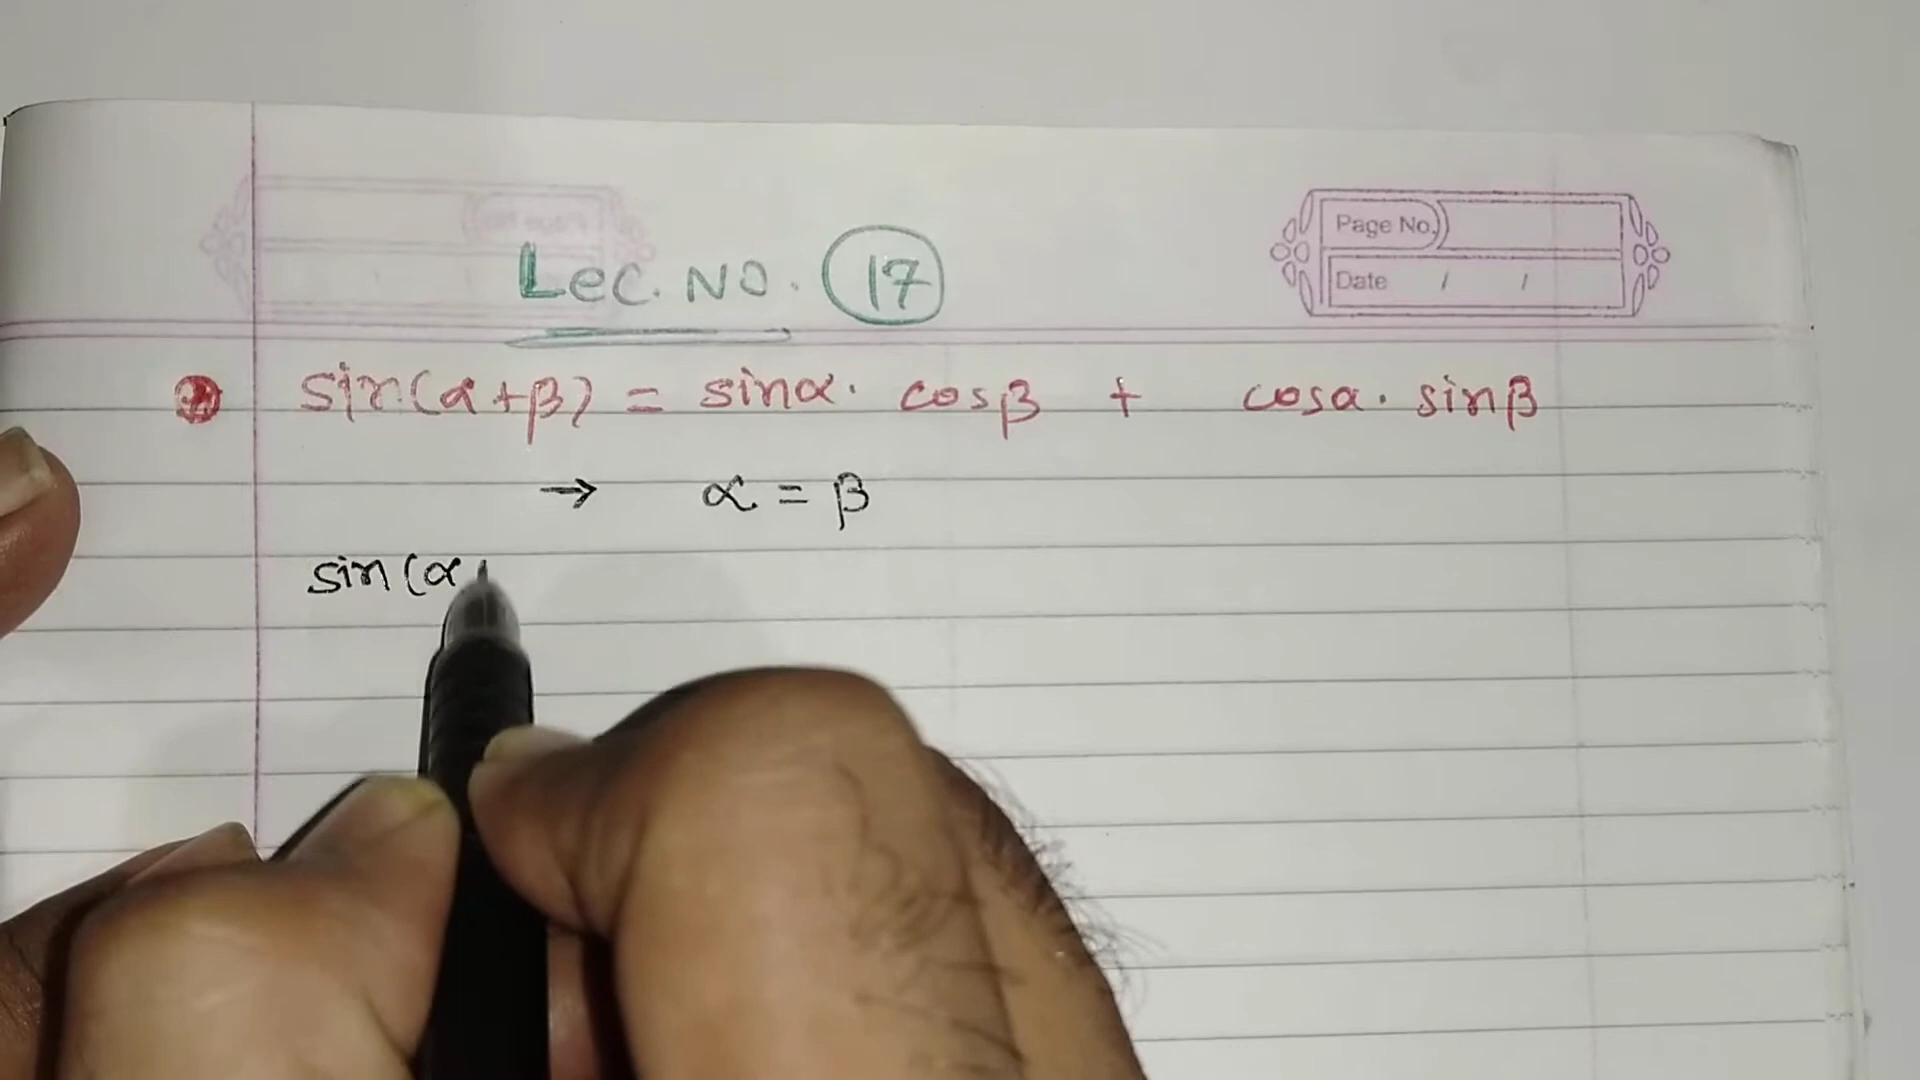 Page No.
Date / /
Lec. No. 17
sin(α+β) = sinα. cosβ + cosα. sinβ
→ α = β
sin(α